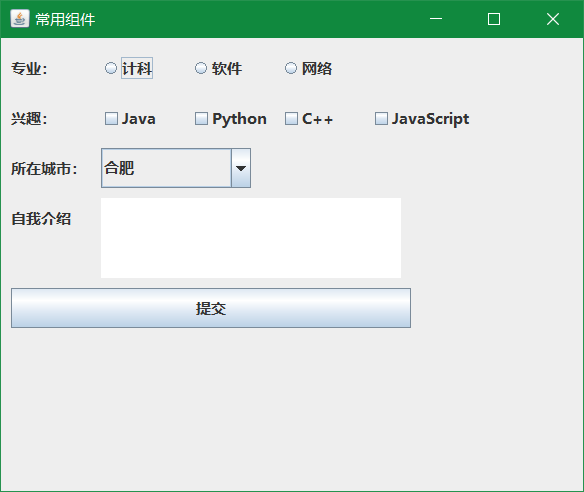 常用组件
专业： 计科 软件 网络
兴趣： Java Python C++ JavaScript
所在城市： 合肥
自我介绍
提交